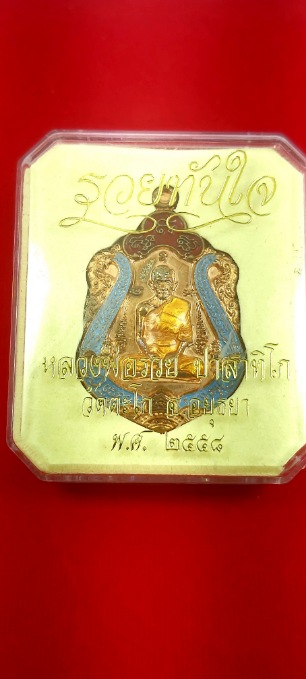 รวยทันใจ
หลวงพ่อรวย ปาสาทิโก
วัดตะโก จ.อยุธยา
พ.ศ. ๒๕๕๘